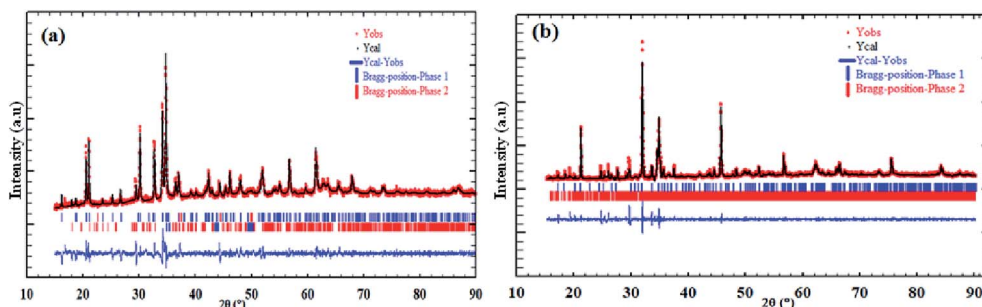 (a)
Yobs
Ycal
Ycal-Yobs
Bragg-position-Phase 1
Bragg-position-Phase 2
Intensity (a.u)
10 20 30 40 50 60 70 80 90
2θ (°)
(b)
Yobs
Ycal
Ycal-Yobs
Bragg-position-Phase 1
Bragg-position-Phase 2
Intensity (a.u)
10 20 30 40 50 60 70 80 90
2θ (°)